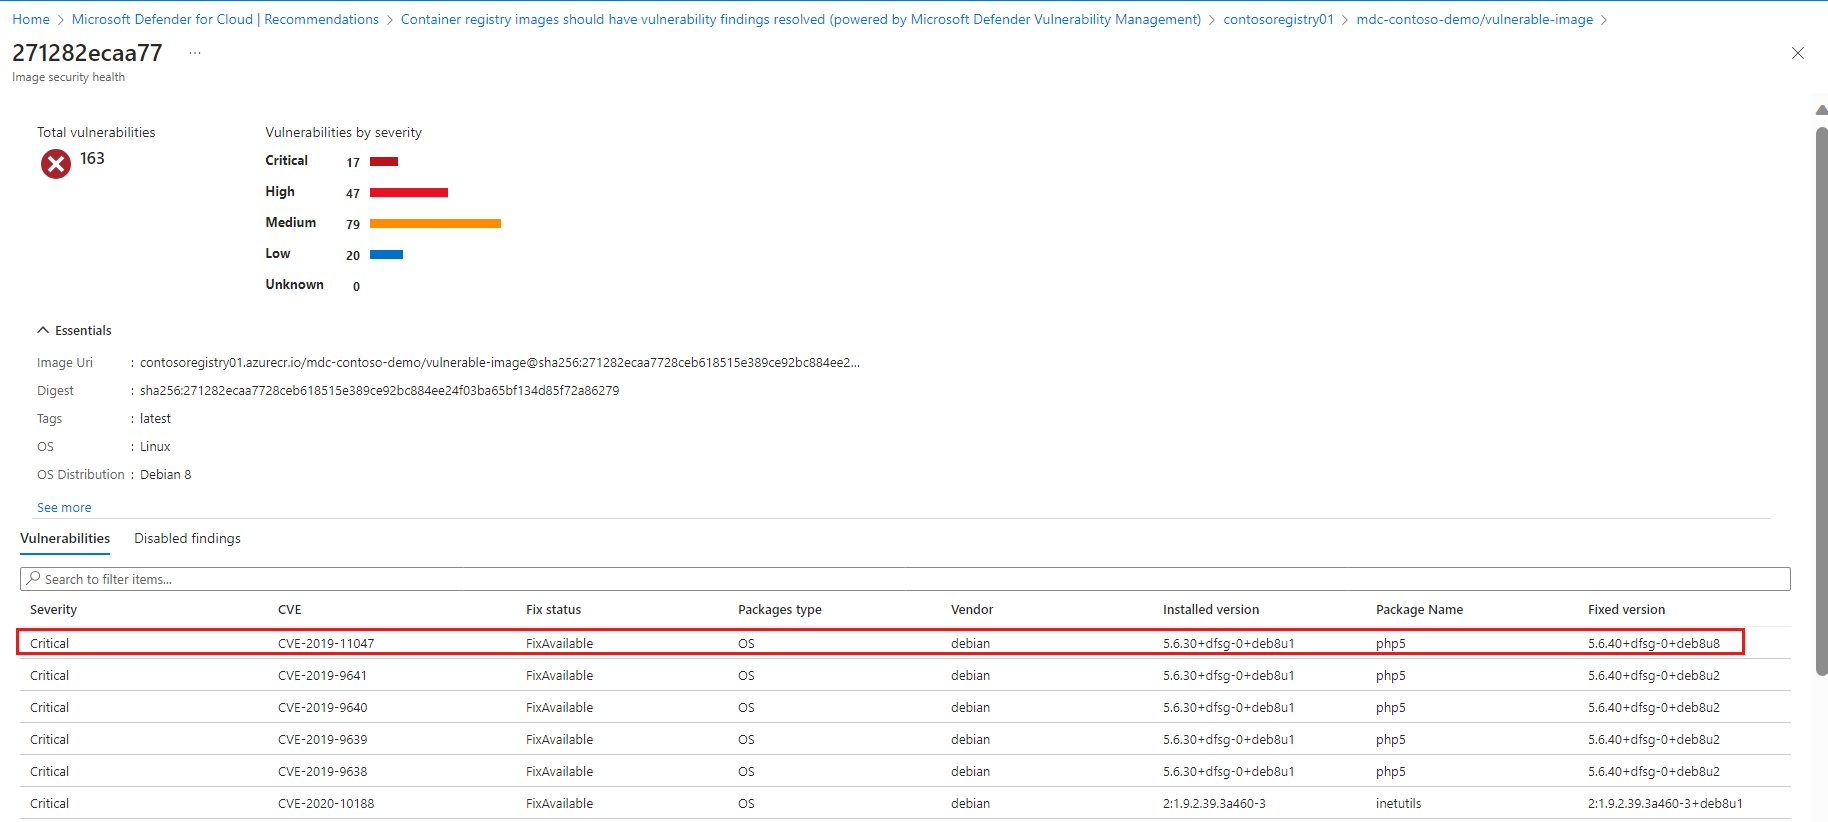 Home > Microsoft Defender for Cloud | Recommendations > Container registry images should have vulnerability findings resolved (powered by Microsoft Defender Vulnerability Management) > contosoregistry01 > mdc-contoso-demo/vulnerable-image >
271282ecaa77 ...
Image security health
Total vulnerabilities
163
Vulnerabilities by severity
Critical 17
High 47
Medium 79
Low 20
Unknown 0
Essentials
Image Uri : contosoregistry01.azurecr.io/mdc-contoso-demo/vulnerable-image@sha256:271282ecaa7728ceb618515e389ce92bc884ee2...
Digest : sha256:271282ecaa7728ceb618515e389ce92bc884ee24f03ba65bf134d85f72a86279
Tags : latest
OS : Linux
OS Distribution : Debian 8
See more
Vulnerabilities Disabled findings
Search to filter items...
Severity CVE Fix status Packages type Vendor Installed version Package Name Fixed version
Critical CVE-2019-11047 FixAvailable OS debian 5.6.30+dfsg-0+deb8u1 php5 5.6.40+dfsg-0+deb8u8
Critical CVE-2019-9641 FixAvailable OS debian 5.6.30+dfsg-0+deb8u1 php5 5.6.40+dfsg-0+deb8u2
Critical CVE-2019-9640 FixAvailable OS debian 5.6.30+dfsg-0+deb8u1 php5 5.6.40+dfsg-0+deb8u2
Critical CVE-2019-9639 FixAvailable OS debian 5.6.30+dfsg-0+deb8u1 php5 5.6.40+dfsg-0+deb8u2
Critical CVE-2019-9638 FixAvailable OS debian 5.6.30+dfsg-0+deb8u1 php5 5.6.40+dfsg-0+deb8u2
Critical CVE-2020-10188 FixAvailable OS debian 2:1.9.2.39.3a460-3 inetutils 2:1.9.2.39.3a460-3+deb8u1